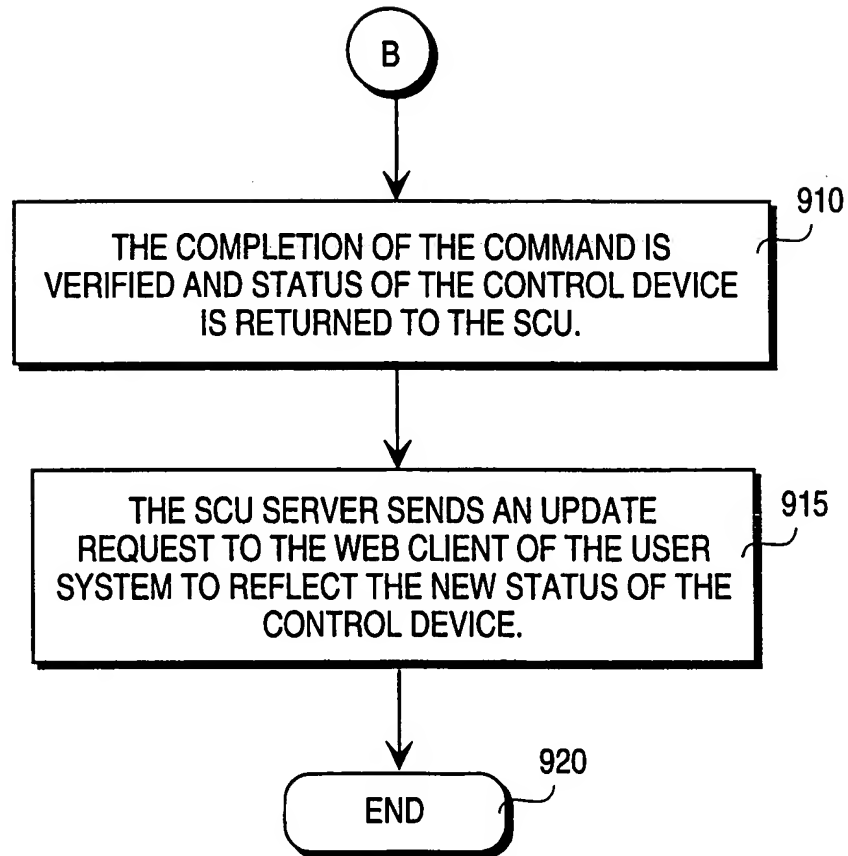 B
910
THE COMPLETION OF THE COMMAND IS
VERIFIED AND STATUS OF THE CONTROL DEVICE
IS RETURNED TO THE SCU.
915
THE SCU SERVER SENDS AN UPDATE
REQUEST TO THE WEB CLIENT OF THE USER
SYSTEM TO REFLECT THE NEW STATUS OF THE
CONTROL DEVICE.
920
END